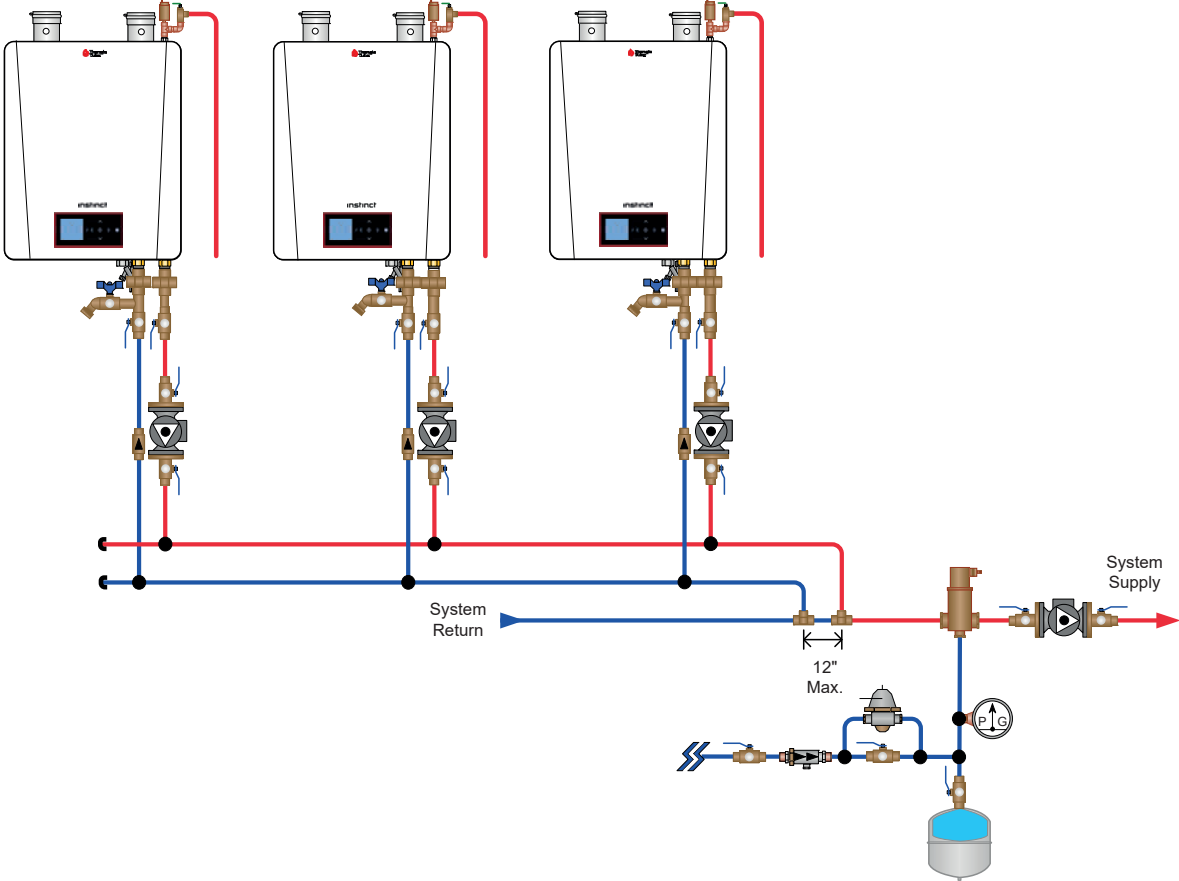 instinct
instinct
instinct
System
Supply
System
Return
12"
Max.
P G